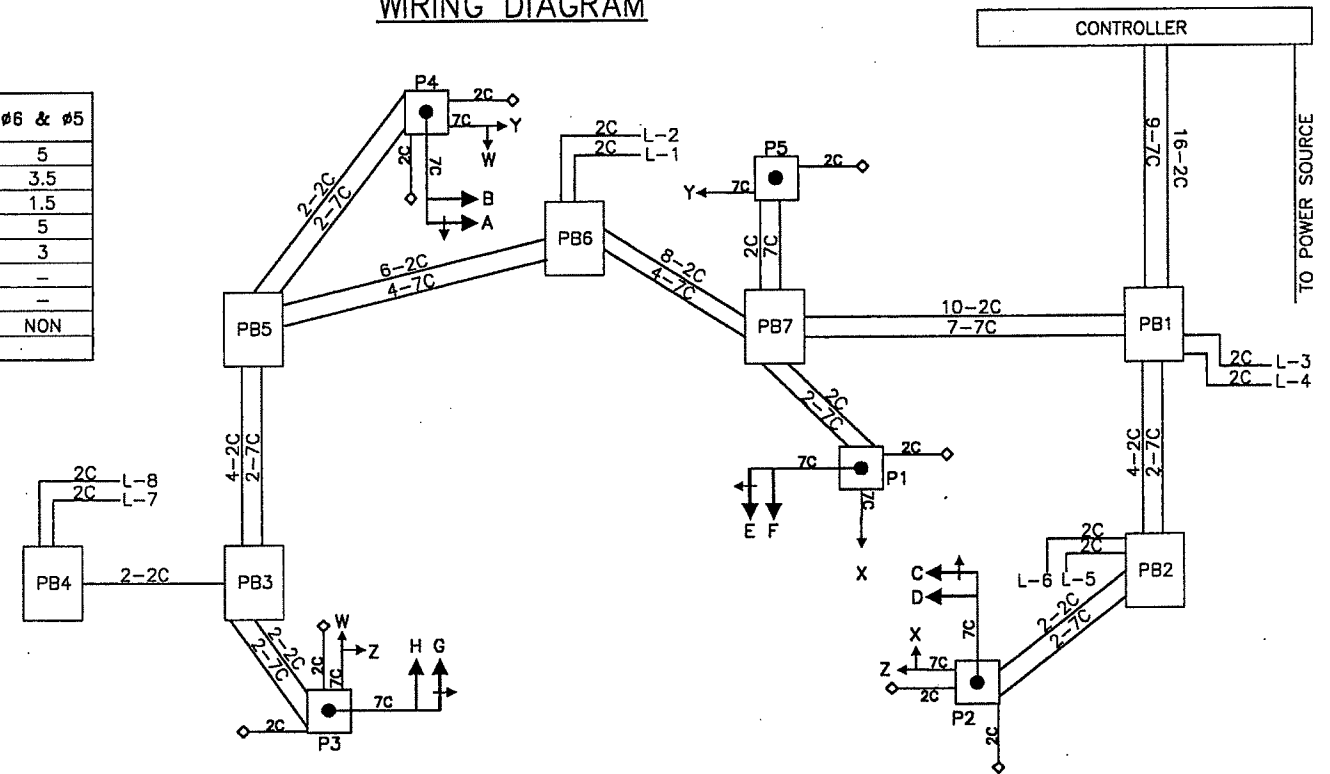 WIRING DIAGRAM
CONTROLLER
ø6 & ø5
5
3.5
1.5
5
3
–
–
NON
P4
2C
7C
Y
W
2C
7C
B
A
2-2C
2-7C
2C
L-2
2C
L-1
P5
2C
Y
7C
2C
7C
9-7C
16-2C
TO POWER SOURCE
PB6
6-2C
4-7C
8-2C
4-7C
PB5
PB7
10-2C
7-7C
PB1
2C
L-3
2C
L-4
2C
2-7C
4-2C
2-7C
4-2C
2-7C
2C
7C
P1
7C
E
F
X
2C
L-8
2C
L-7
PB4
2-2C
PB3
2C
2C
L-6
L-5
PB2
C
D
7C
2-2C
2-7C
X
Z
7C
2C
P2
2C
2-2C
2-7C
W
Z
2C
7C
H
G
7C
2C
P3